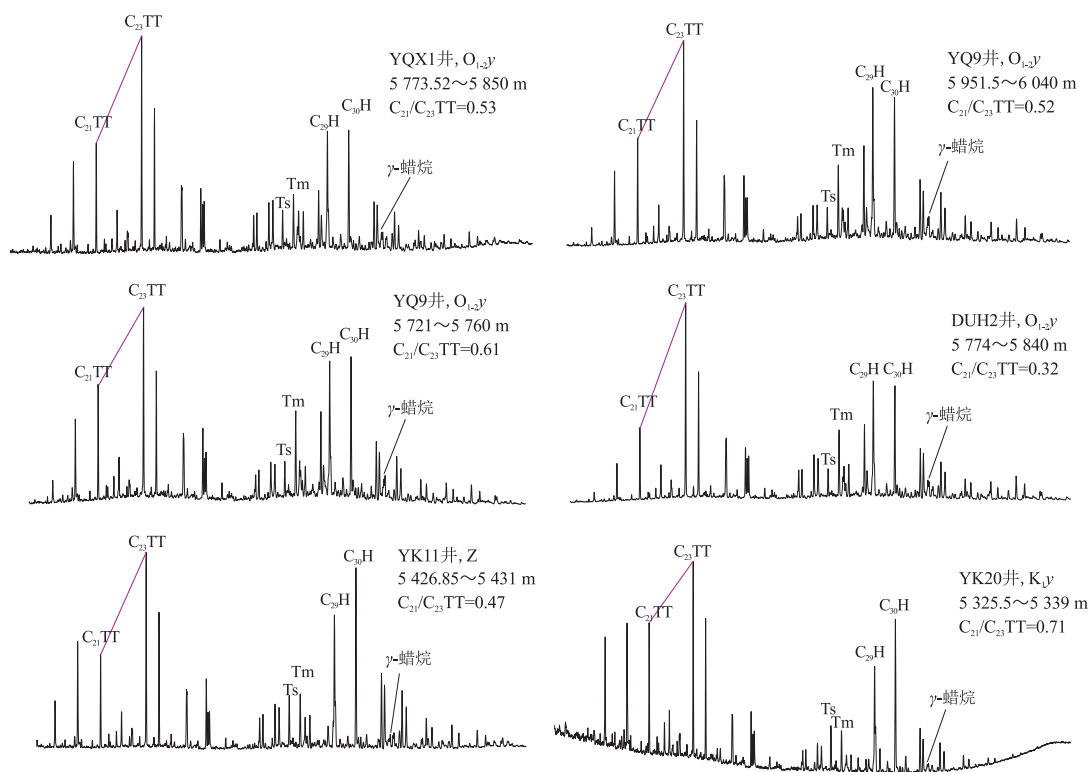 C₂₃TT
YQX1井, O₁₋₂y
5 773.52～5 850 m
C₂₁/C₂₃TT=0.53
C₂₁TT
Ts
Tm
C₂₉H
C₃₀H
γ-蜡烷
C₂₃TT
YQ9井, O₁₋₂y
5 951.5～6 040 m
C₂₁/C₂₃TT=0.52
C₂₁TT
Ts
Tm
C₂₉H
C₃₀H
γ-蜡烷
C₂₃TT
YQ9井, O₁₋₂y
5 721～5 760 m
C₂₁/C₂₃TT=0.61
C₂₁TT
Ts
Tm
C₂₉H
C₃₀H
γ-蜡烷
C₂₃TT
DUH2井, O₁₋₂y
5 774～5 840 m
C₂₁/C₂₃TT=0.32
C₂₁TT
Ts
Tm
C₂₉H
C₃₀H
γ-蜡烷
C₂₃TT
YK11井, Z
5 426.85～5 431 m
C₂₁/C₂₃TT=0.47
C₂₁TT
Ts
Tm
C₂₉H
C₃₀H
γ-蜡烷
C₂₃TT
YK20井, K₁y
5 325.5～5 339 m
C₂₁/C₂₃TT=0.71
C₂₁TT
Ts
Tm
C₂₉H
C₃₀H
γ-蜡烷